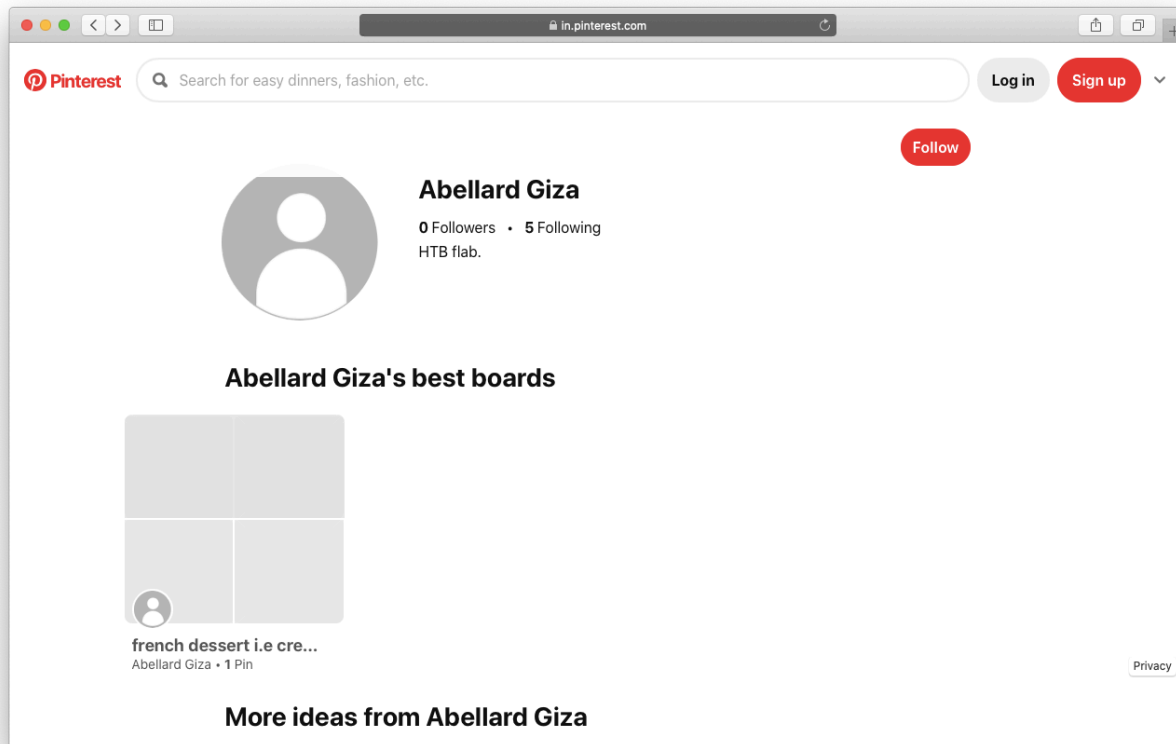 in.pinterest.com
Pinterest
Search for easy dinners, fashion, etc.
Log in
Sign up
Follow
Abellard Giza
0 Followers • 5 Following
HTB flab.
Abellard Giza's best boards
french dessert i.e cre...
Abellard Giza • 1 Pin
Privacy
More ideas from Abellard Giza